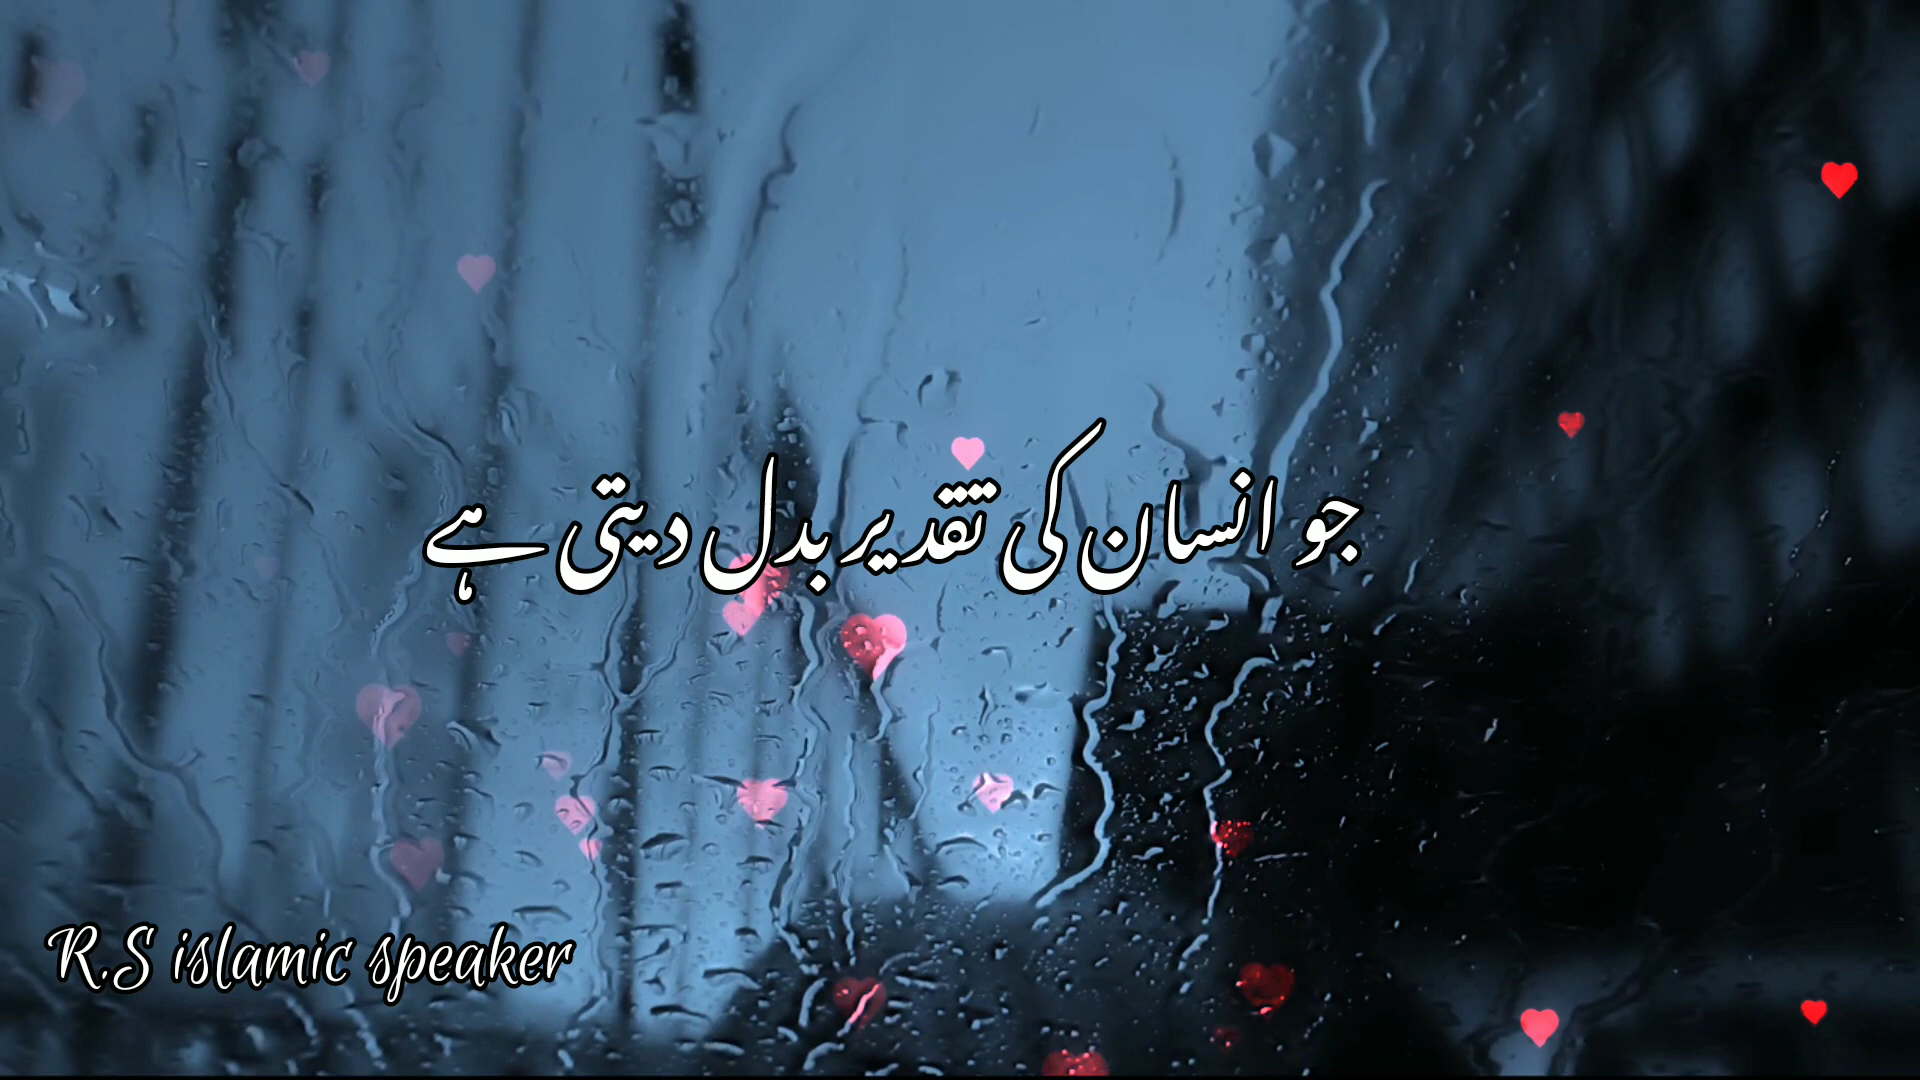 جو انسان کی تقدیر بدل دیتی ہے
R.S islamic speaker